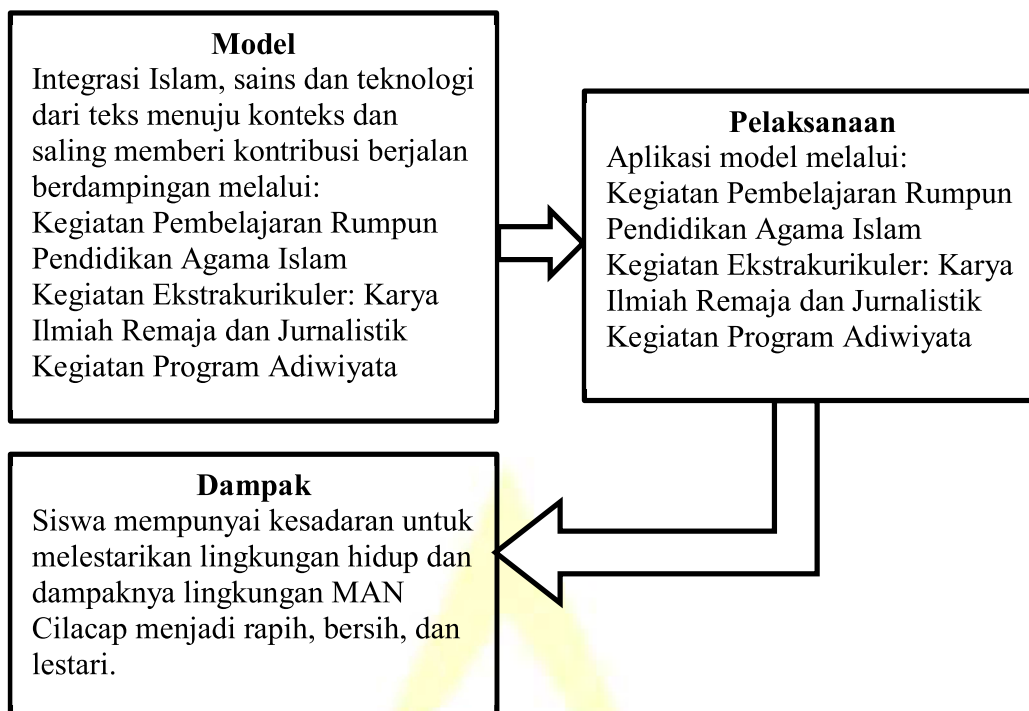 Model
Integrasi Islam, sains dan teknologi
dari teks menuju konteks dan
saling memberi kontribusi berjalan
berdampingan melalui:
Kegiatan Pembelajaran Rumpun
Pendidikan Agama Islam
Kegiatan Ekstrakurikuler: Karya
Ilmiah Remaja dan Jurnalistik
Kegiatan Program Adiwiyata
Pelaksanaan
Aplikasi model melalui:
Kegiatan Pembelajaran Rumpun
Pendidikan Agama Islam
Kegiatan Ekstrakurikuler: Karya
Ilmiah Remaja dan Jurnalistik
Kegiatan Program Adiwiyata
Dampak
Siswa mempunyai kesadaran untuk
melestarikan lingkungan hidup dan
dampaknya lingkungan MAN
Cilacap menjadi rapih, bersih, dan
lestari.